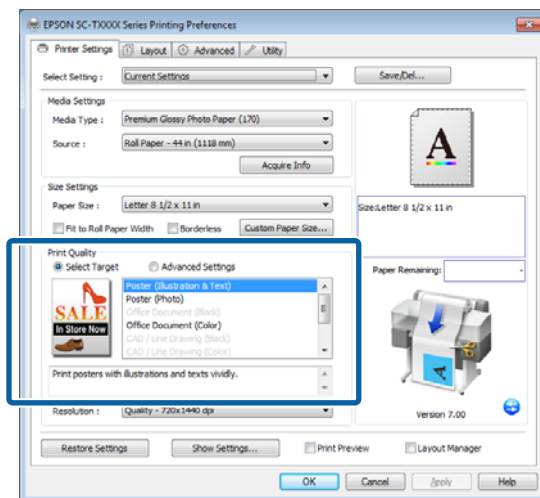 EPSON SC-TXXXX Series Printing Preferences
Printer Settings Layout Advanced Utility
Select Setting : Current Settings Save/Del...
Media Settings
Media Type : Premium Glossy Photo Paper (170)
Source : Roll Paper - 44 in (1118 mm)
Acquire Info
A
Size Settings
Paper Size : Letter 8 1/2 x 11 in
Size:Letter 8 1/2 x 11 in
Fit to Roll Paper Width Borderless Custom Paper Size...
Print Quality
Select Target Advanced Settings
Paper Remaining:
SALE
In Store Now
Poster (Illustration & Text)
Poster (Photo)
Office Document (Black)
Office Document (Color)
CAD / Line Drawing (Black)
CAD / Line Drawing (Color)
Print posters with illustrations and texts vividly.
A
Resolution : Quality - 720x1440 dpi
Version 7.00
Restore Settings Show Settings... Print Preview Layout Manager
OK Cancel Apply Help